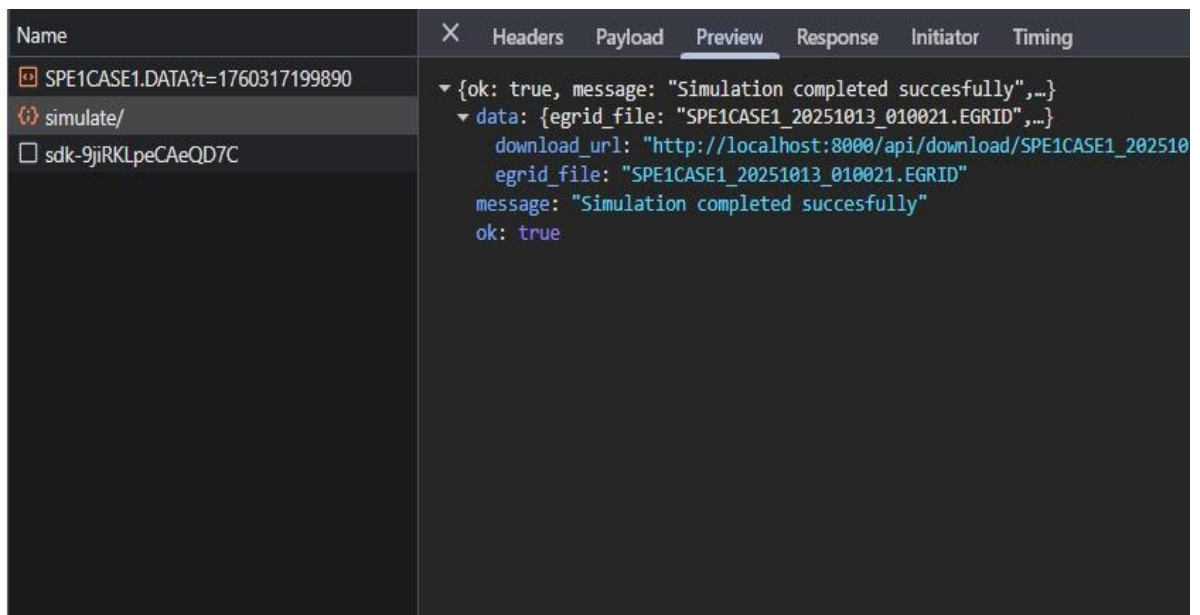 Name
Headers Payload Preview Response Initiator Timing
SPE1CASE1.DATA?t=1760317199890
simulate/
sdk-9jiRKLpeCAeQD7C
{ok: true, message: "Simulation completed succesfully",…}
data: {egrid_file: "SPE1CASE1_20251013_010021.EGRID",…}
download_url: "http://localhost:8000/api/download/SPE1CASE1_202510
egrid_file: "SPE1CASE1_20251013_010021.EGRID"
message: "Simulation completed succesfully"
ok: true